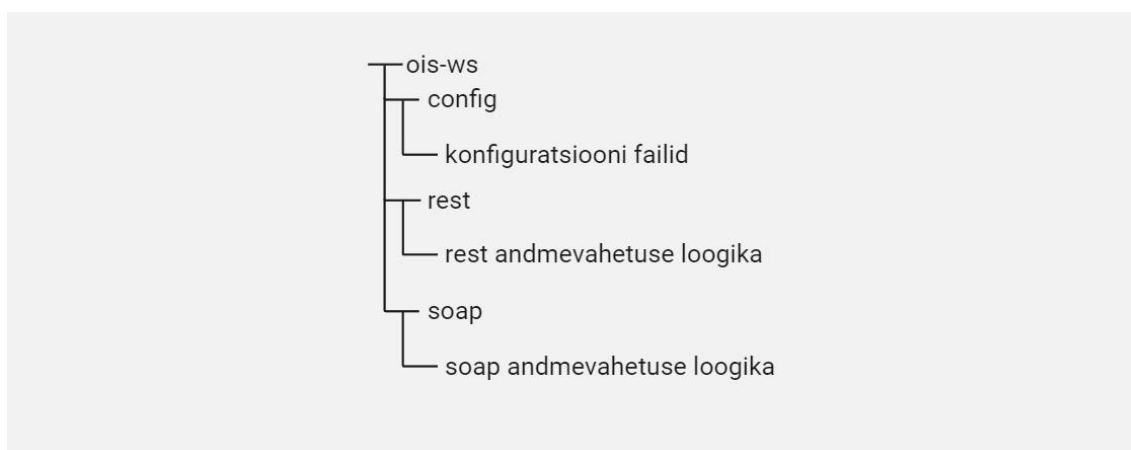 ois-ws
config
konfiguratsiooni failid
rest
rest andmevahetuse loogika
soap
soap andmevahetuse loogika